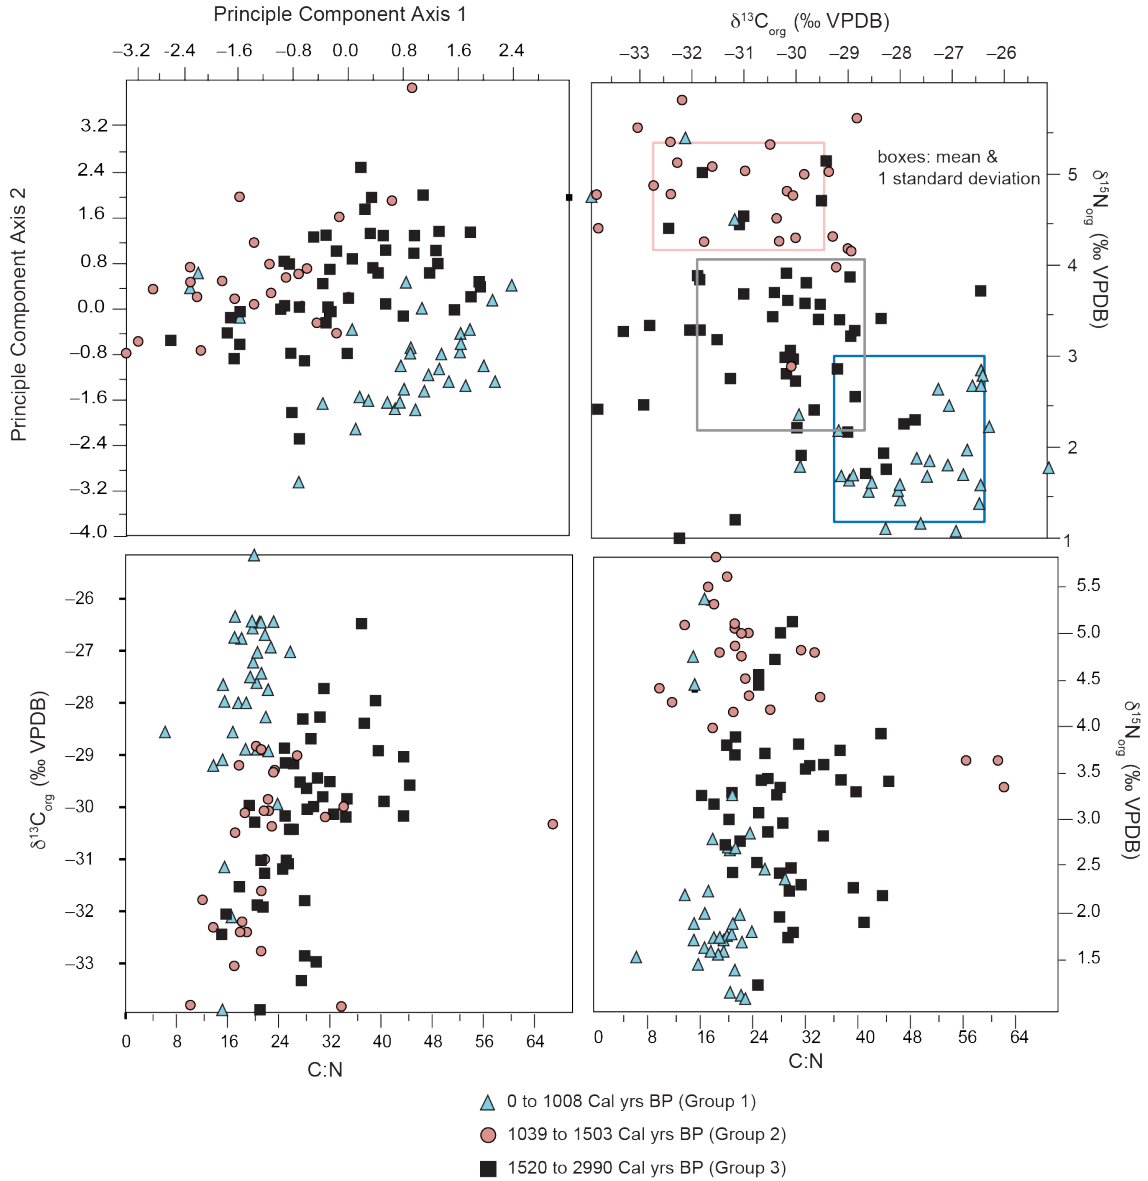 Principle Component Axis 1
−3.2 −2.4 −1.6 −0.8 0.0 0.8 1.6 2.4
Principle Component Axis 2
3.2
2.4
1.6
0.8
0.0
−0.8
−1.6
−2.4
−3.2
−4.0
δ¹³Corg (‰ VPDB)
−33 −32 −31 −30 −29 −28 −27 −26
boxes: mean &
1 standard deviation
5
4
3
2
1
δ¹⁵Norg (‰ VPDB)
δ¹³Corg (‰ VPDB)
−26
−27
−28
−29
−30
−31
−32
−33
0 8 16 24 32 40 48 56 64
C:N
5.5
5.0
4.5
4.0
3.5
3.0
2.5
2.0
1.5
δ¹⁵Norg (‰ VPDB)
0 8 16 24 32 40 48 56 64
C:N
0 to 1008 Cal yrs BP (Group 1)
1039 to 1503 Cal yrs BP (Group 2)
1520 to 2990 Cal yrs BP (Group 3)